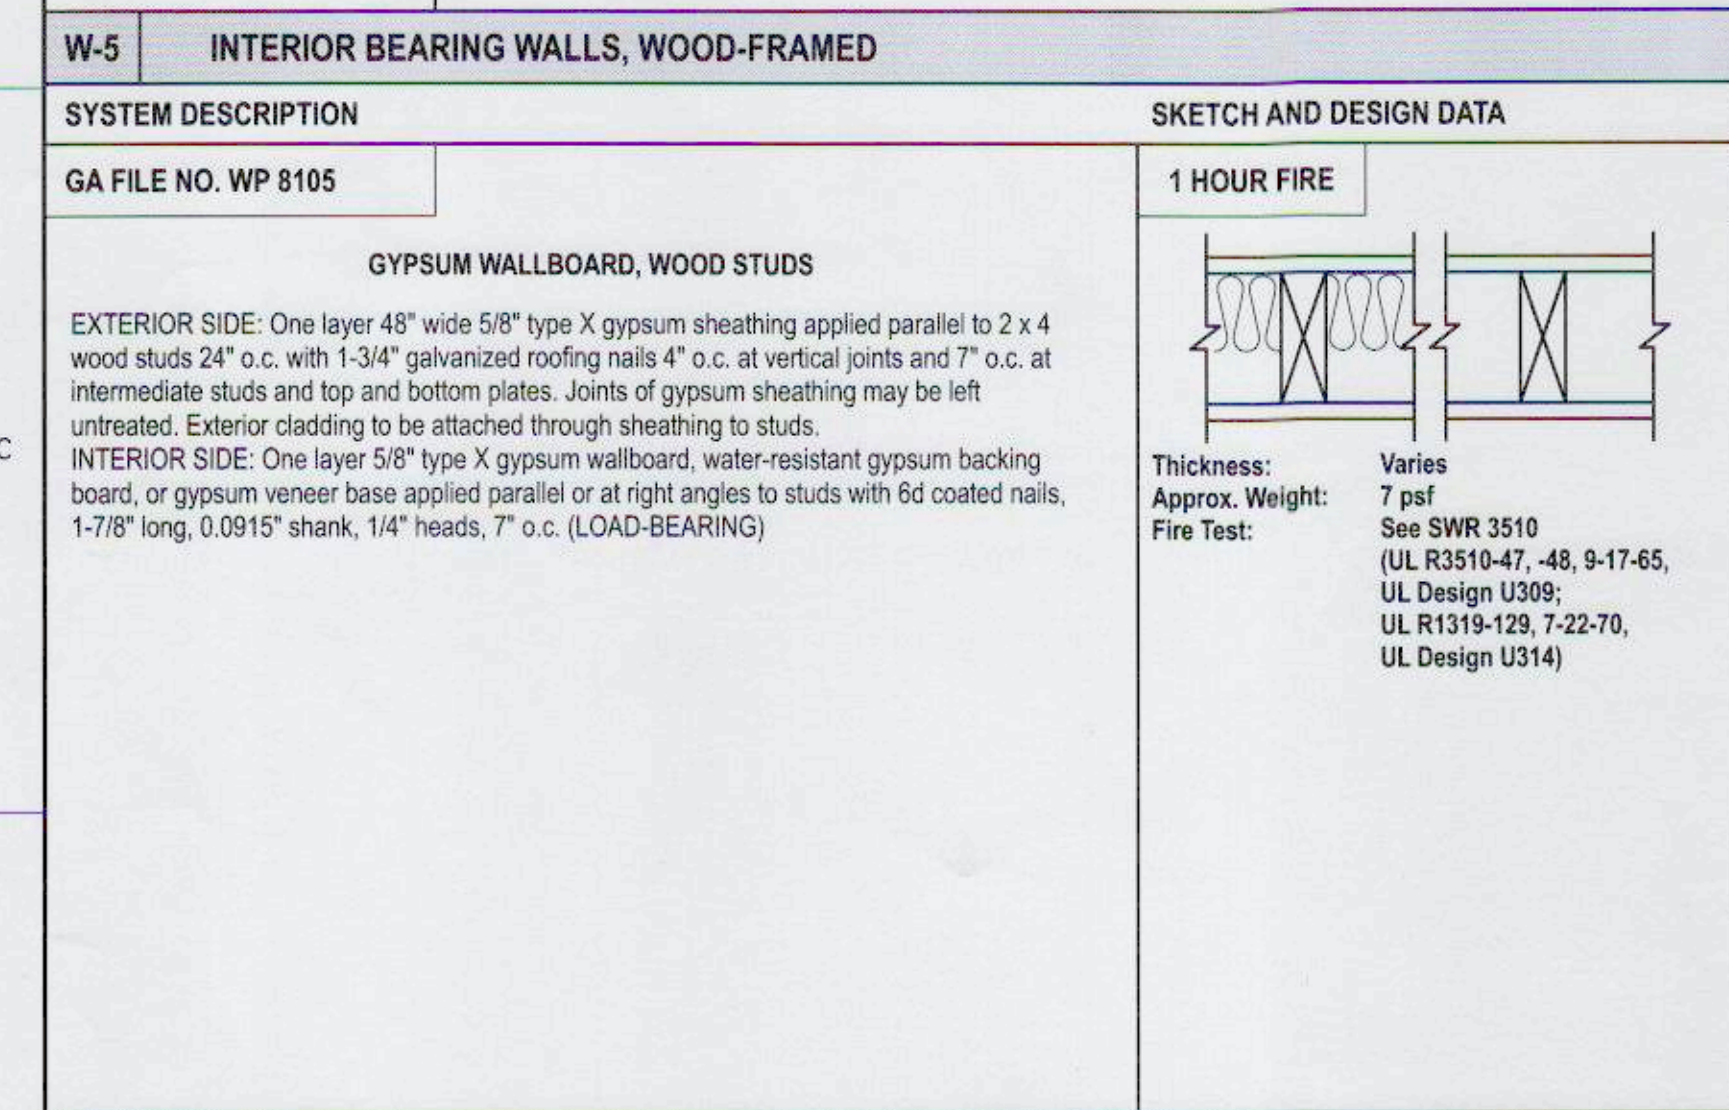 W-5 INTERIOR BEARING WALLS, WOOD-FRAMED
SYSTEM DESCRIPTION
SKETCH AND DESIGN DATA
GA FILE NO. WP 8105
1 HOUR FIRE
GYPSUM WALLBOARD, WOOD STUDS
EXTERIOR SIDE: One layer 48" wide 5/8" type X gypsum sheathing applied parallel to 2 x 4
wood studs 24" o.c. with 1-3/4" galvanized roofing nails 4" o.c. at vertical joints and 7" o.c. at
intermediate studs and top and bottom plates. Joints of gypsum sheathing may be left
untreated. Exterior cladding to be attached through sheathing to studs.
INTERIOR SIDE: One layer 5/8" type X gypsum wallboard, water-resistant gypsum backing
board, or gypsum veneer base applied parallel or at right angles to studs with 6d coated nails,
1-7/8" long, 0.0915" shank, 1/4" heads, 7" o.c. (LOAD-BEARING)
Thickness: Varies
Approx. Weight: 7 psf
Fire Test: See SWR 3510
(UL R3510-47, -48, 9-17-65,
UL Design U309;
UL R1319-129, 7-22-70,
UL Design U314)
C